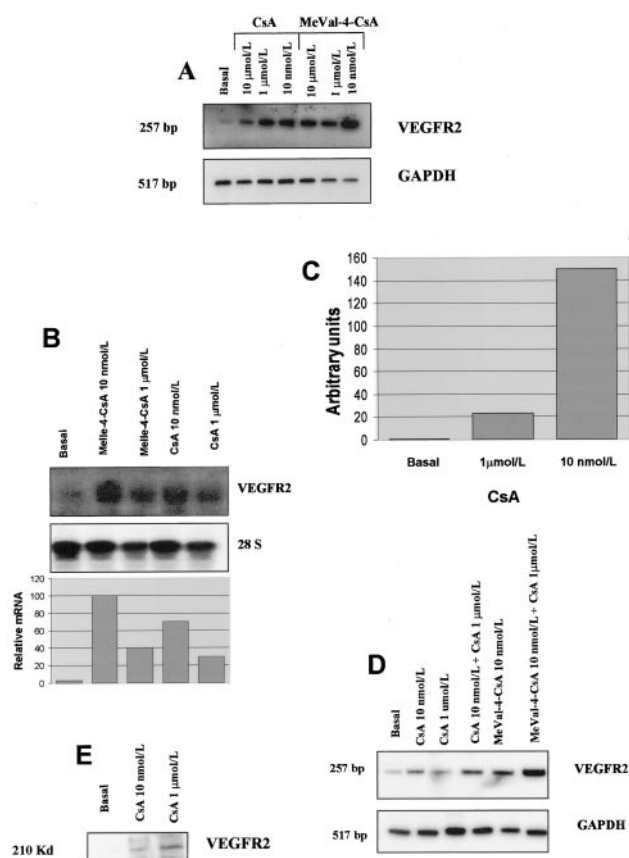 A
CsA
MeVal-4-CsA
Basal
10 μmol/L
1 μmol/L
10 nmol/L
10 μmol/L
1 μmol/L
10 nmol/L
257 bp
VEGFR2
517 bp
GAPDH
B
Basal
MeIle-4-CsA 10 nmol/L
MeIle-4-CsA 1 μmol/L
CsA 10 nmol/L
CsA 1 μmol/L
VEGFR2
28 S
Relative mRNA
120
100
80
60
40
20
0
C
Arbitrary units
160
140
120
100
80
60
40
20
0
Basal
1μmol/L
10 nmol/L
CsA
D
Basal
CsA 10 nmol/L
CsA 1 umol/L
CsA 10 nmol/L + CsA 1 μmol/L
MeVal-4-CsA 10 nmol/L
MeVal-4-CsA 10 nmol/L + CsA 1μmol/L
257 bp
VEGFR2
517 bp
GAPDH
E
Basal
CsA 10 nmol/L
CsA 1 μmol/L
210 Kd
VEGFR2